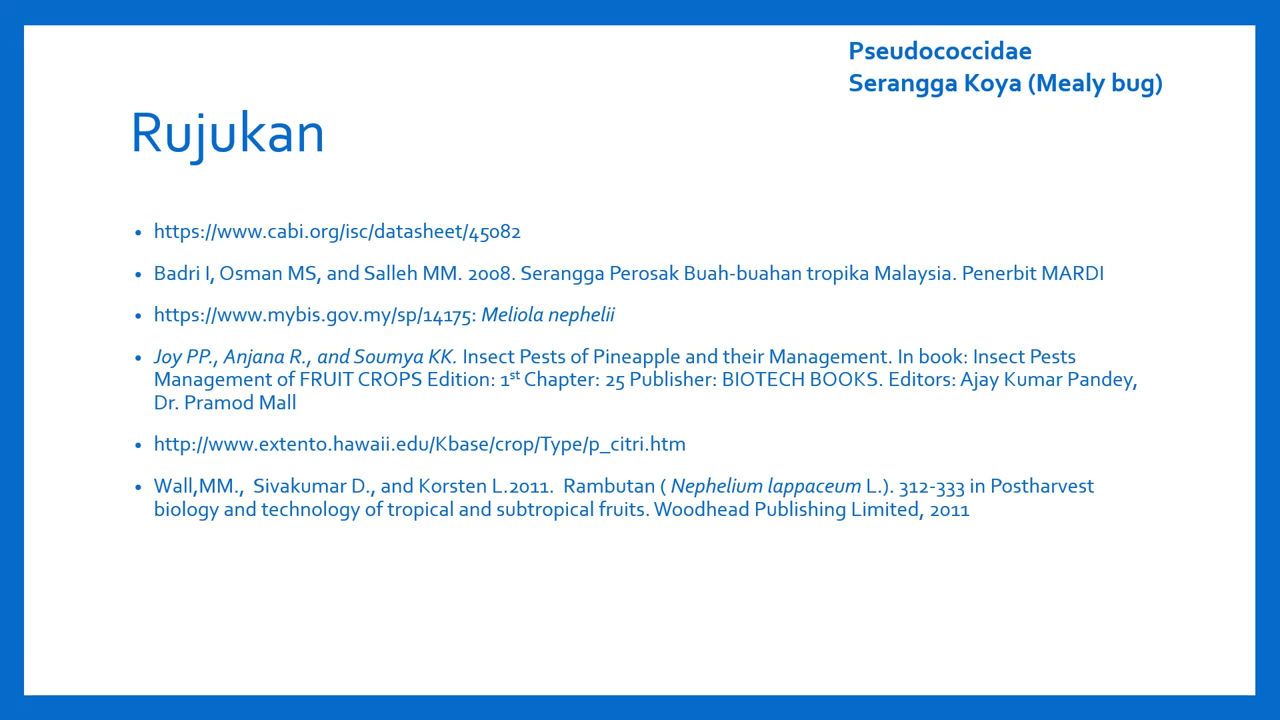 Pseudococcidae
Serangga Koya (Mealy bug)
Rujukan
• https://www.cabi.org/isc/datasheet/45082
• Badri I, Osman MS, and Salleh MM. 2008. Serangga Perosak Buah-buahan tropika Malaysia. Penerbit MARDI
• https://www.mybis.gov.my/sp/14175: Meliola nephelii
• Joy PP., Anjana R., and Soumya KK. Insect Pests of Pineapple and their Management. In book: Insect Pests
Management of FRUIT CROPS Edition: 1st Chapter: 25 Publisher: BIOTECH BOOKS. Editors: Ajay Kumar Pandey,
Dr. Pramod Mall
• http://www.extento.hawaii.edu/Kbase/crop/Type/p_citri.htm
• Wall,MM., Sivakumar D., and Korsten L.2011. Rambutan ( Nephelium lappaceum L.). 312-333 in Postharvest
biology and technology of tropical and subtropical fruits. Woodhead Publishing Limited, 2011